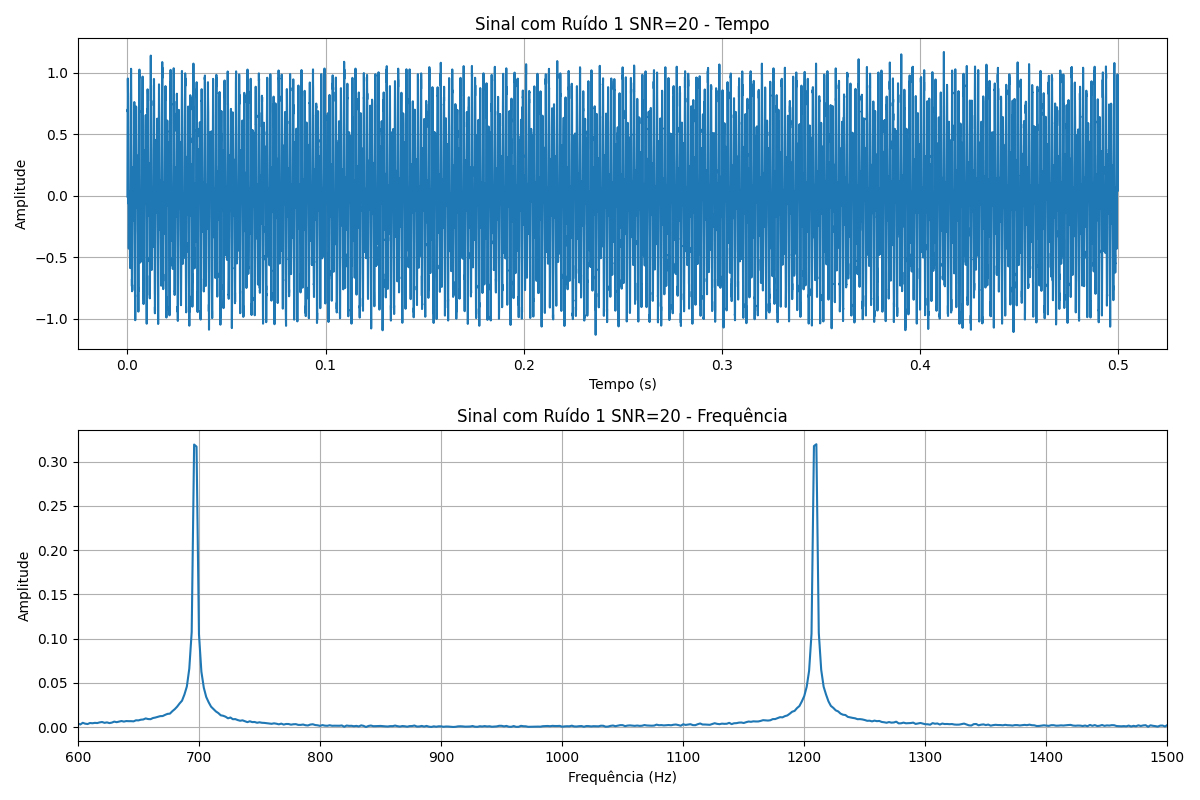 Sinal com Ruído 1 SNR=20 - Tempo
1.0
0.5
0.0
−0.5
−1.0
Amplitude
0.0 0.1 0.2 0.3 0.4 0.5
Tempo (s)
Sinal com Ruído 1 SNR=20 - Frequência
0.30
0.25
0.20
0.15
0.10
0.05
0.00
Amplitude
600 700 800 900 1000 1100 1200 1300 1400 1500
Frequência (Hz)